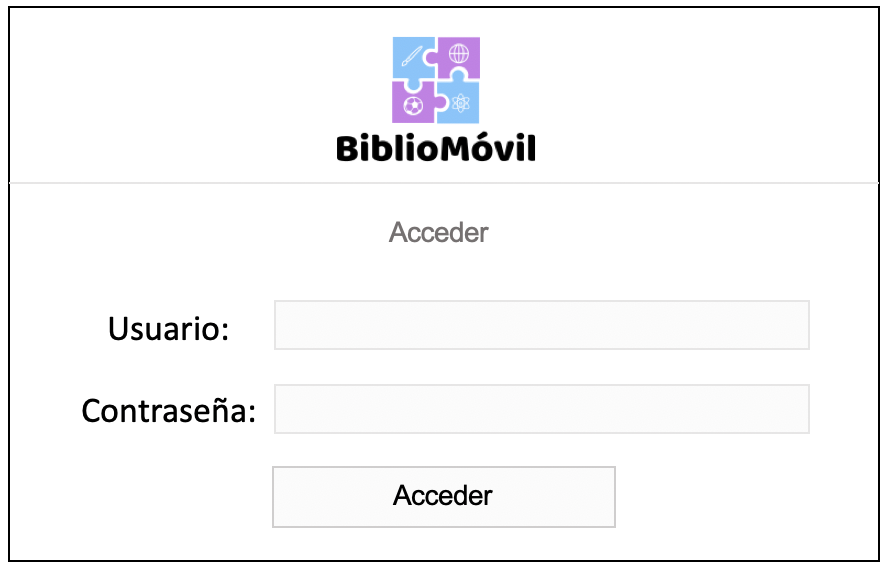 BiblioMóvil
Acceder
Usuario:
Contraseña:
Acceder